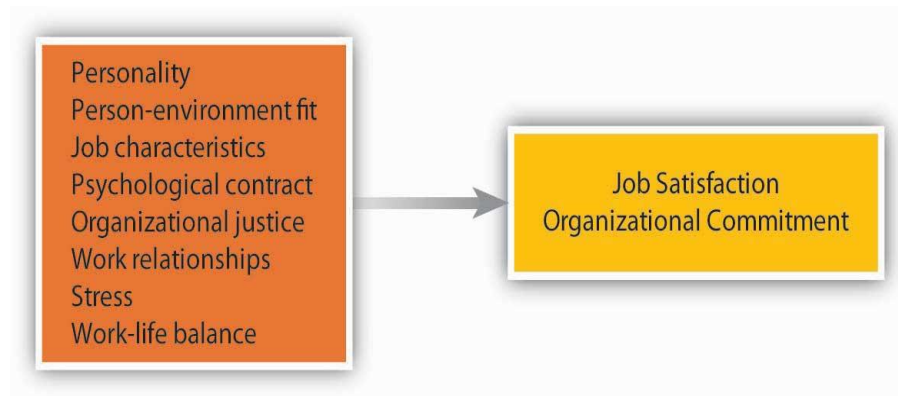 Personality
Person-environment fit
Job characteristics
Psychological contract
Organizational justice
Work relationships
Stress
Work-life balance
Job Satisfaction
Organizational Commitment